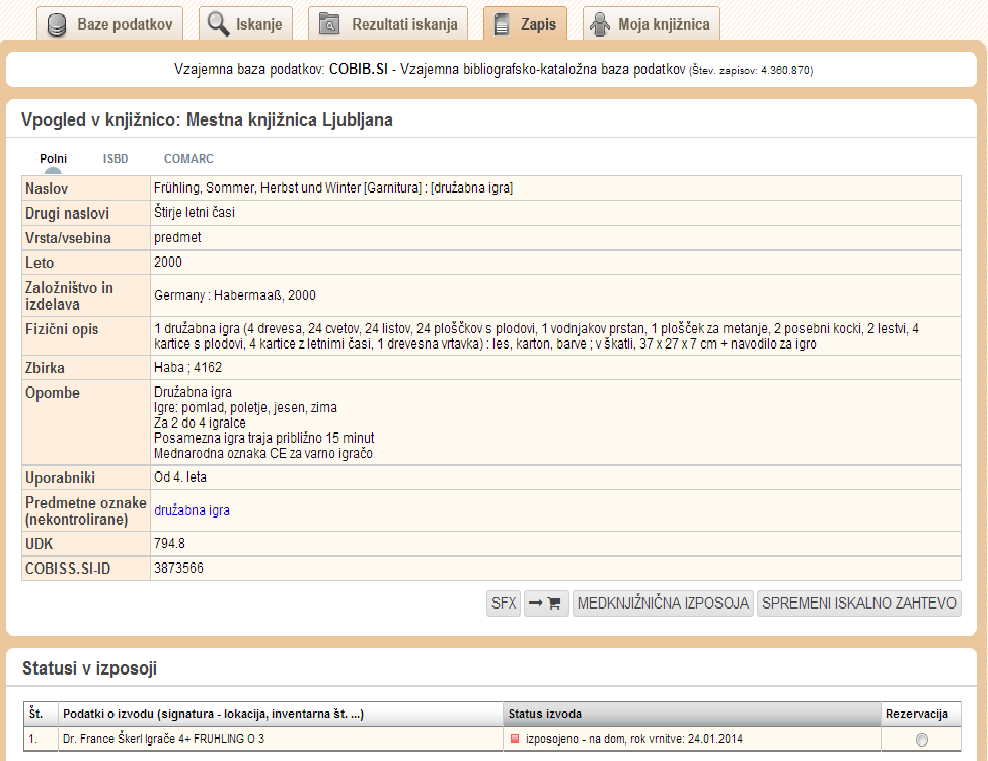 Baze podatkov Iskanje Rezultati iskanja Zapis Moja knjižnica
Vzajemna baza podatkov: COBIB.SI - Vzajemna bibliografsko-kataložna baza podatkov (Štev. zapisov: 4.360.870)
Vpogled v knjižnico: Mestna knjižnica Ljubljana
Polni ISBD COMARC
Naslov Frühling, Sommer, Herbst und Winter [Garnitura] : [družabna igra]
Drugi naslovi Štirje letni časi
Vrsta/vsebina predmet
Leto 2000
Založništvo in
izdelava
Germany : Habermaaß, 2000
Fizični opis 1 družabna igra (4 drevesa, 24 cvetov, 24 listov, 24 ploščkov s plodovi, 1 vodnjakov prstan, 1 plošček za metanje, 2 posebni kocki, 2 lestvi, 4
kartice s plodovi, 4 kartice z letnimi časi, 1 drevesna vrtavka) : les, karton, barve ; v škatli, 37 x 27 x 7 cm + navodilo za igro
Zbirka Haba ; 4162
Opombe Družabna igra
Igre: pomlad, poletje, jesen, zima
Za 2 do 4 igralce
Posamezna igra traja približno 15 minut
Mednarodna oznaka CE za varno igračo
Uporabniki Od 4. leta
Predmetne oznake
(nekontrolirane)
družabna igra
UDK 794.8
COBISS.SI-ID 3873566
SFX MEDKNJIŽNIČNA IZPOSOJA SPREMENI ISKALNO ZAHTEVO
Statusi v izposoji
Št. Podatki o izvodu (signatura - lokacija, inventarna št. ...) Status izvoda Rezervacija
1. Dr. France Škerl Igrače 4+ FRUHLING O 3 izposojeno - na dom, rok vrnitve: 24.01.2014